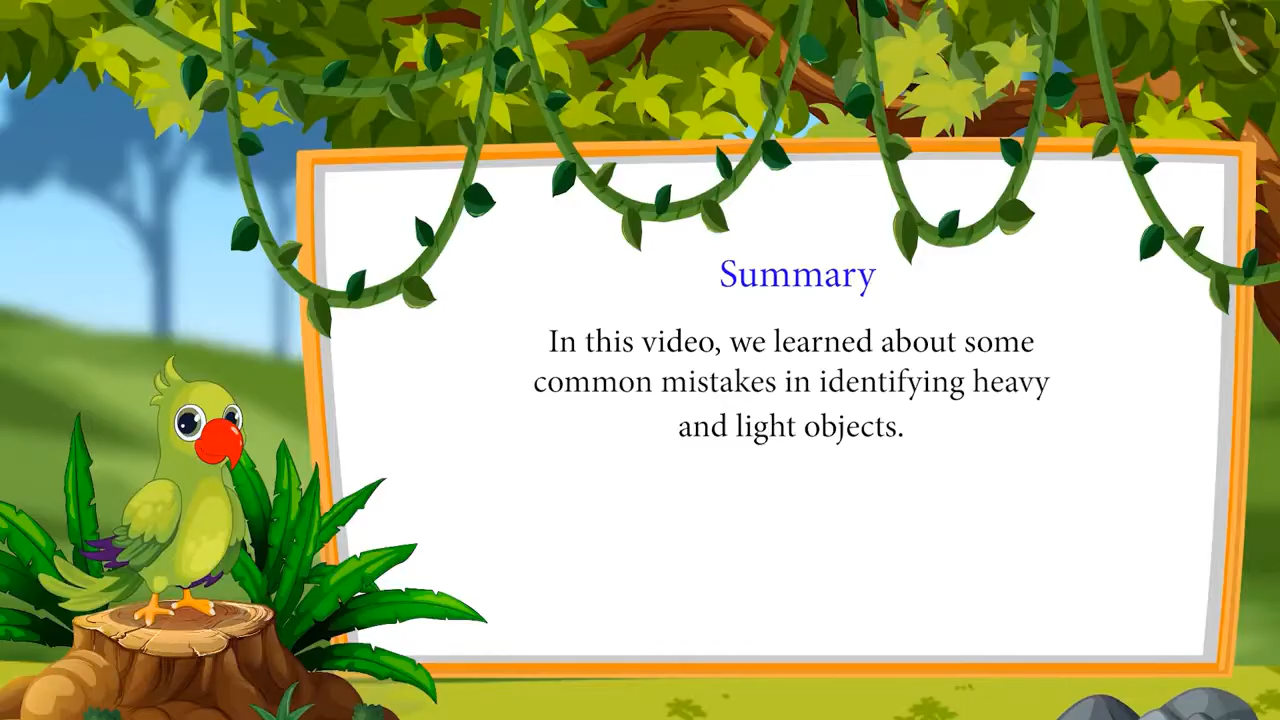 Summary
In this video, we learned about some
common mistakes in identifying heavy
and light objects.